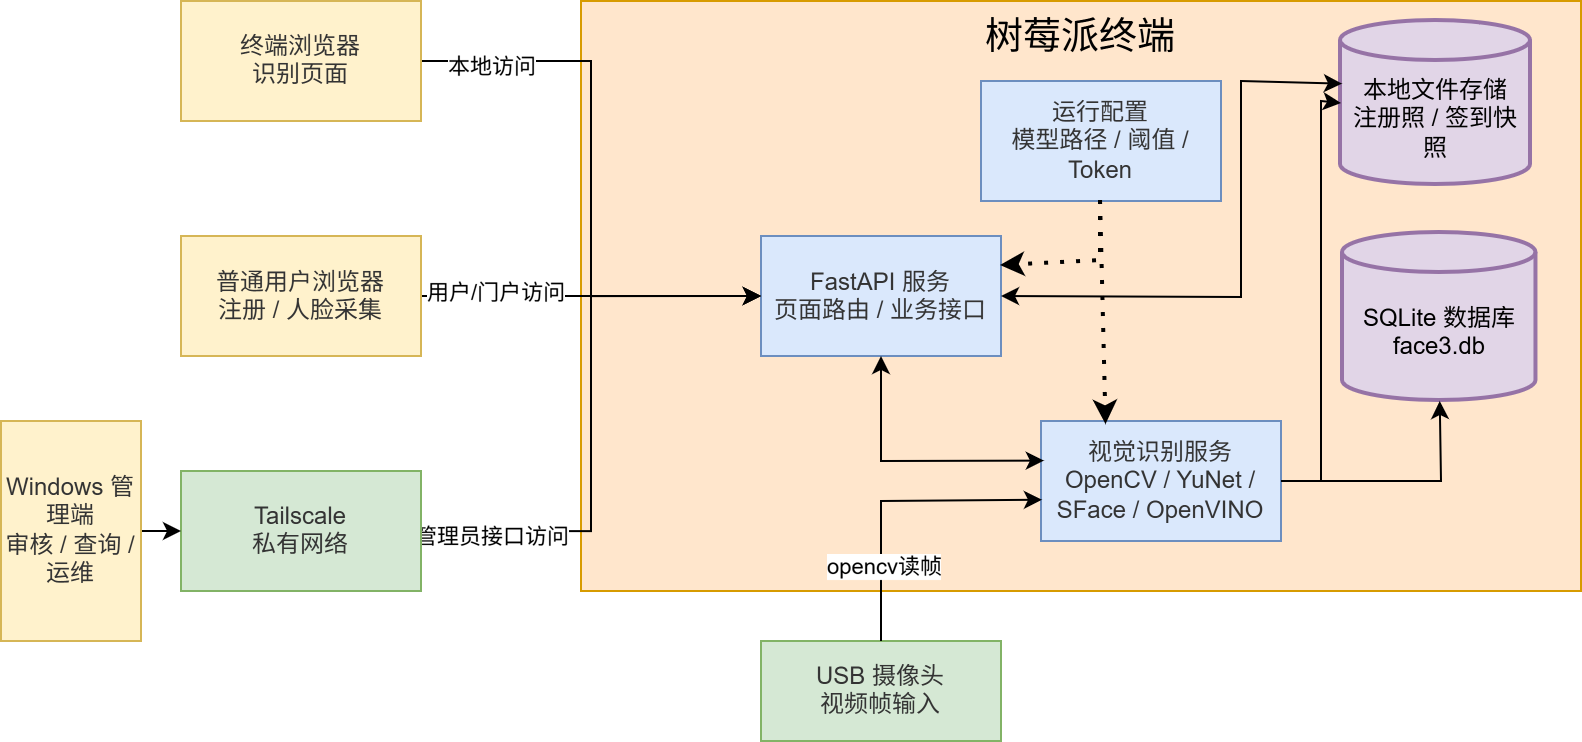 终端浏览器
识别页面
本地访问
树莓派终端
本地文件存储
注册照 / 签到快
照
运行配置
模型路径 / 阈值 /
Token
普通用户浏览器
注册 / 人脸采集
用户/门户访问
FastAPI 服务
页面路由 / 业务接口
SQLite 数据库
face3.db
Windows 管
理端
审核 / 查询 /
运维
Tailscale
私有网络
管理员接口访问
视觉识别服务
OpenCV / YuNet /
SFace / OpenVINO
opencv读帧
USB 摄像头
视频帧输入